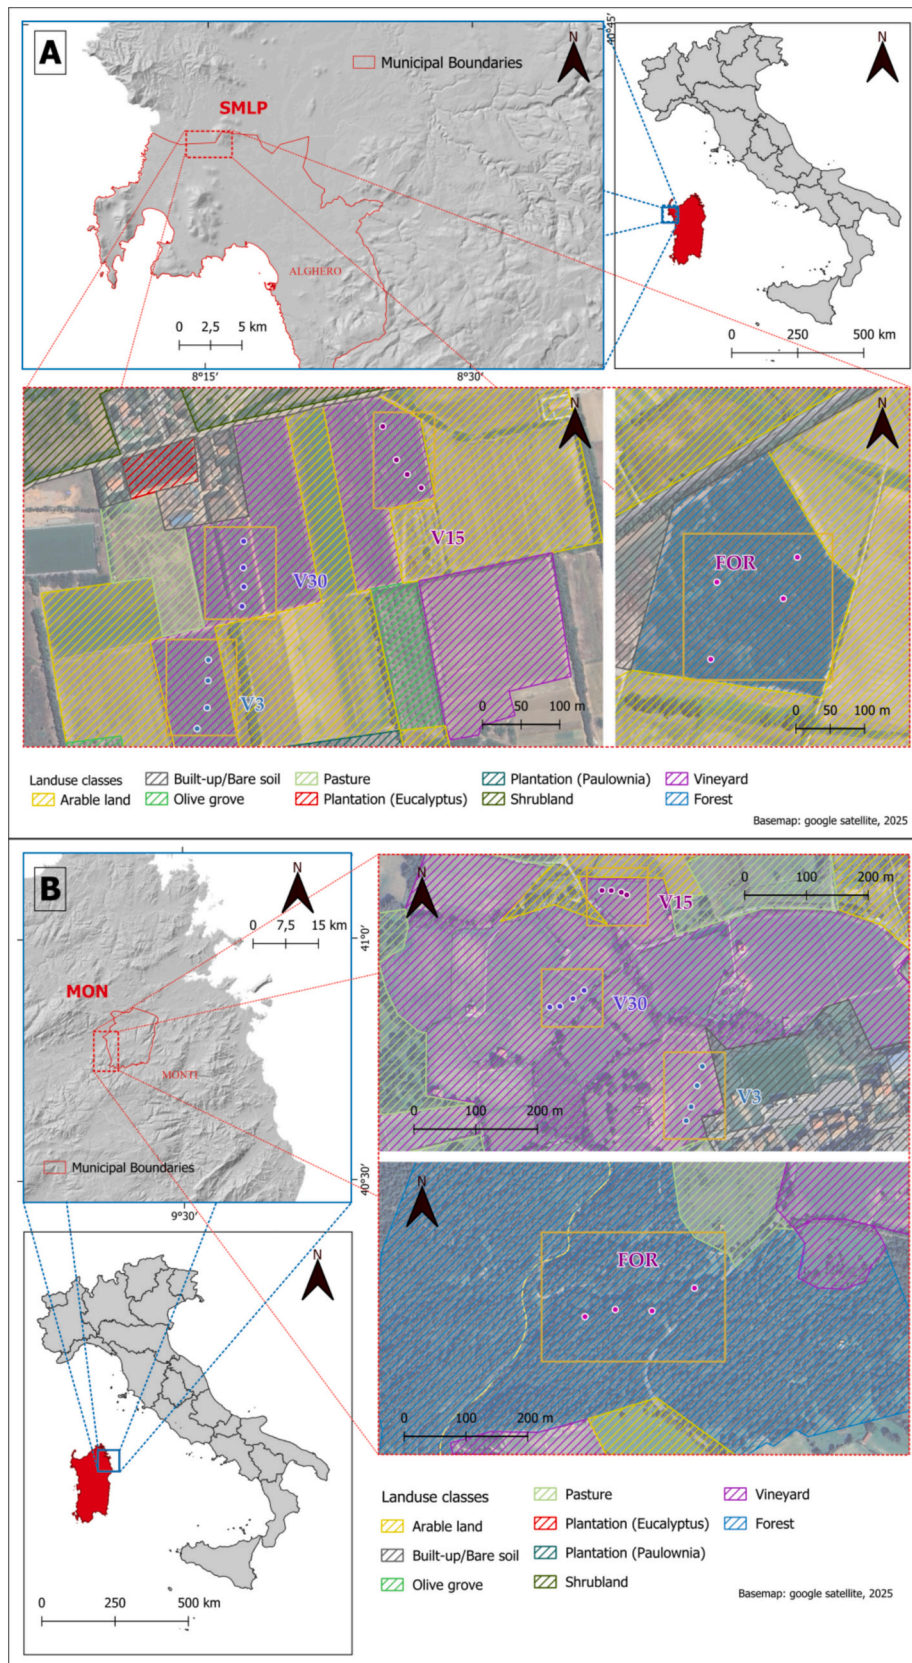 A
N
Municipal Boundaries
SMLP
ALGHERO
0 2,5 5 km
8°15′
8°30′
40°45′
N
0 250 500 km
N
V15
V30
V3
0 50 100 m
N
FOR
0 50 100 m
Landuse classes
Arable land
Built-up/Bare soil
Olive grove
Pasture
Plantation (Eucalyptus)
Plantation (Paulownia)
Shrubland
Vineyard
Forest
Basemap: google satellite, 2025
B
N
0 7,5 15 km
41°0′
MON
MONTI
Municipal Boundaries
40°30′
9°30′
N
0 100 200 m
V15
V30
V3
0 100 200 m
N
FOR
0 100 200 m
N
0 250 500 km
Landuse classes
Arable land
Built-up/Bare soil
Olive grove
Pasture
Plantation (Eucalyptus)
Plantation (Paulownia)
Shrubland
Vineyard
Forest
Basemap: google satellite, 2025